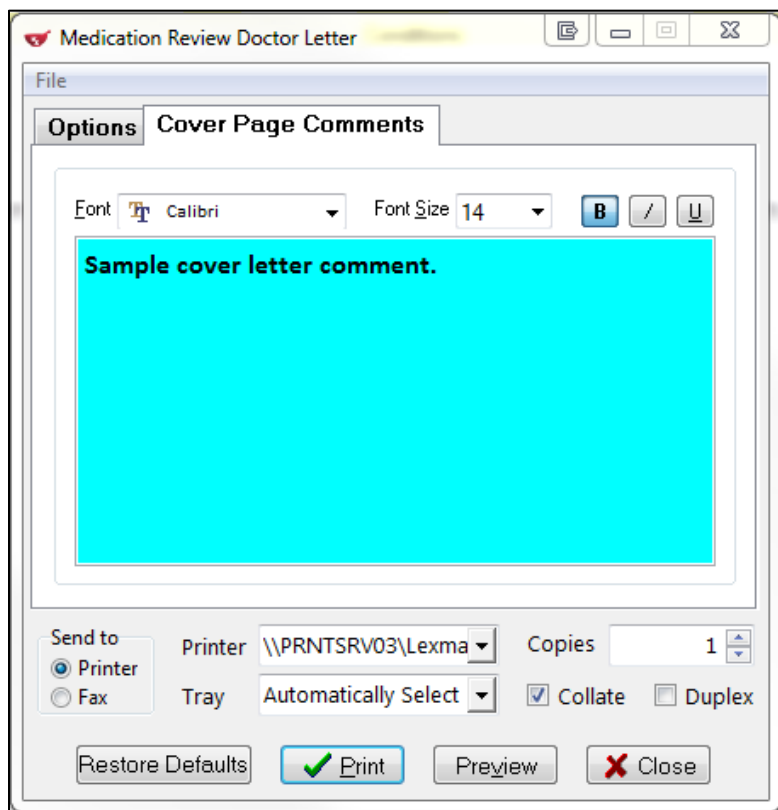 Medication Review Doctor Letter
File
Options Cover Page Comments
Font Calibri Font Size 14 B I U
Sample cover letter comment.
Send to
Printer
Fax
Printer \\PRNTSRV03\Lexma
Copies 1
Tray Automatically Select
Collate Duplex
Restore Defaults Print Preview Close